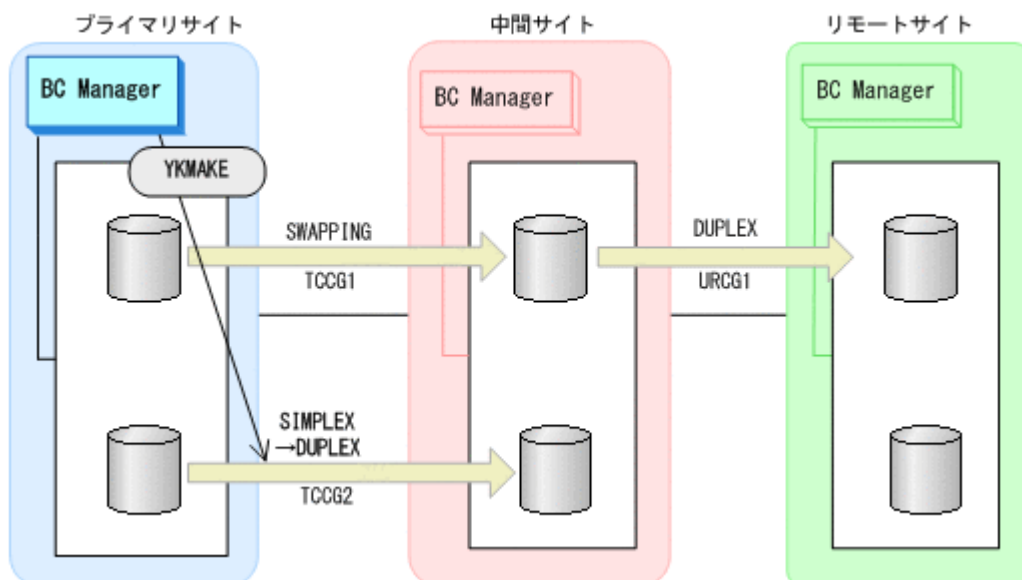 プライマリサイト
中間サイト
リモートサイト
BC Manager
BC Manager
BC Manager
YKMAKE
SWAPPING
TCCG1
DUPLEX
URCG1
SIMPLEX
→DUPLEX
TCCG2